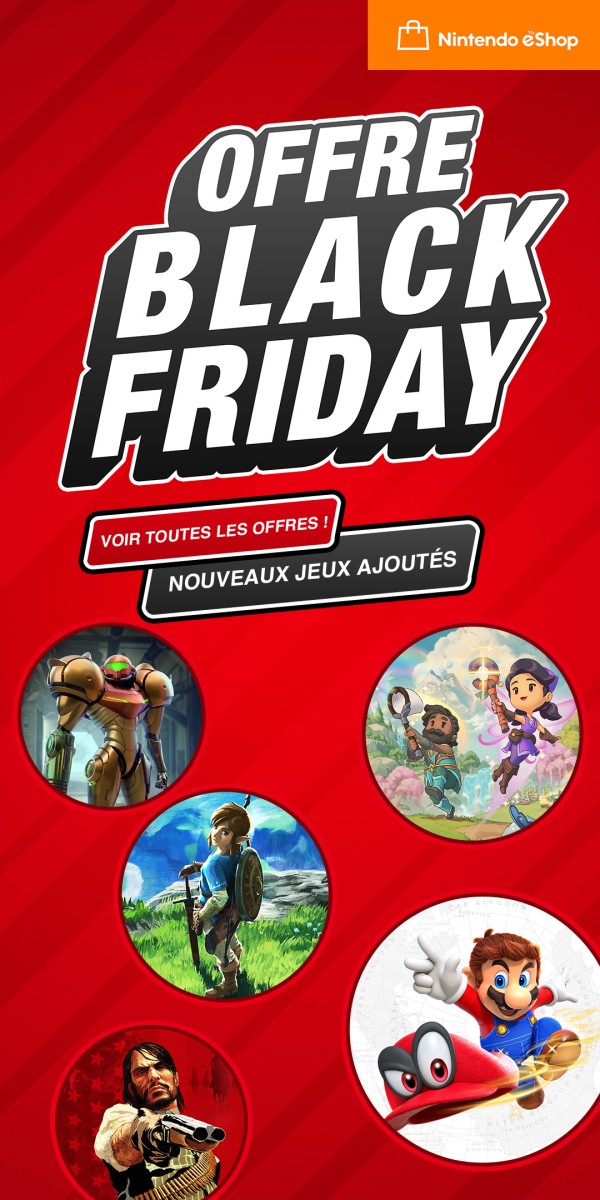 Nintendo eShop
OFFRE
BLACK
FRIDAY
VOIR TOUTES LES OFFRES !
NOUVEAUX JEUX AJOUTÉS